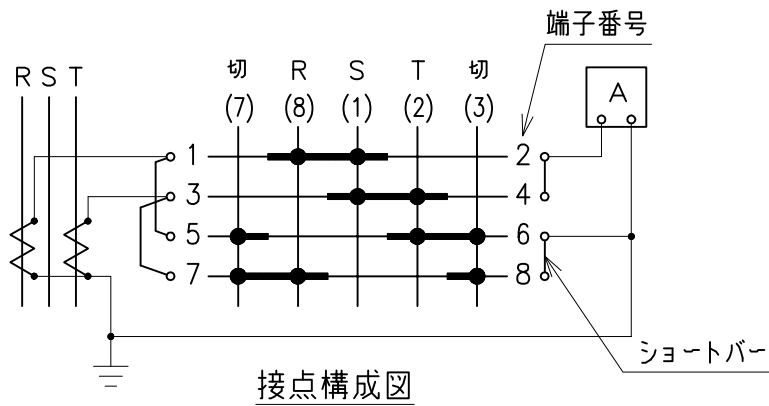 端子番号
R S T
切 R S T 切
(7) (8) (1) (2) (3)
A
1 2
3 4
5 6
7 8
ショートバー
接点構成図